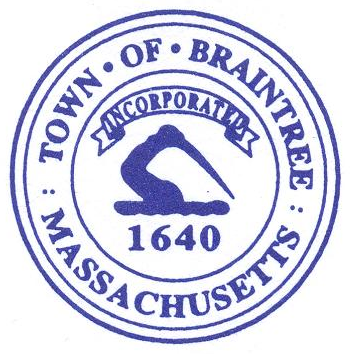 TOWN • OF • BRAINTREE
INCORPORATED
1640
: MASSACHUSETTS :